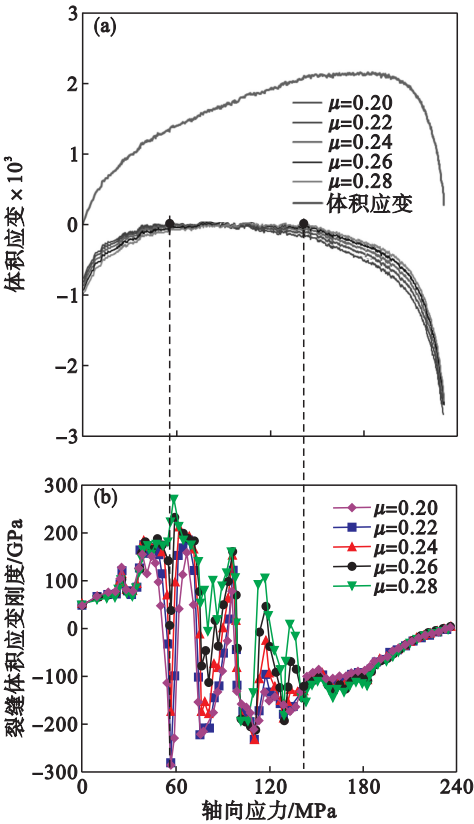 (a)
3
2
1
0
−1
−2
−3
体积应变×10³
μ=0.20
μ=0.22
μ=0.24
μ=0.26
μ=0.28
体积应变
(b)
300
200
100
0
−100
−200
−300
裂缝体积应变刚度/GPa
μ=0.20
μ=0.22
μ=0.24
μ=0.26
μ=0.28
0 60 120 180 240
轴向应力/MPa